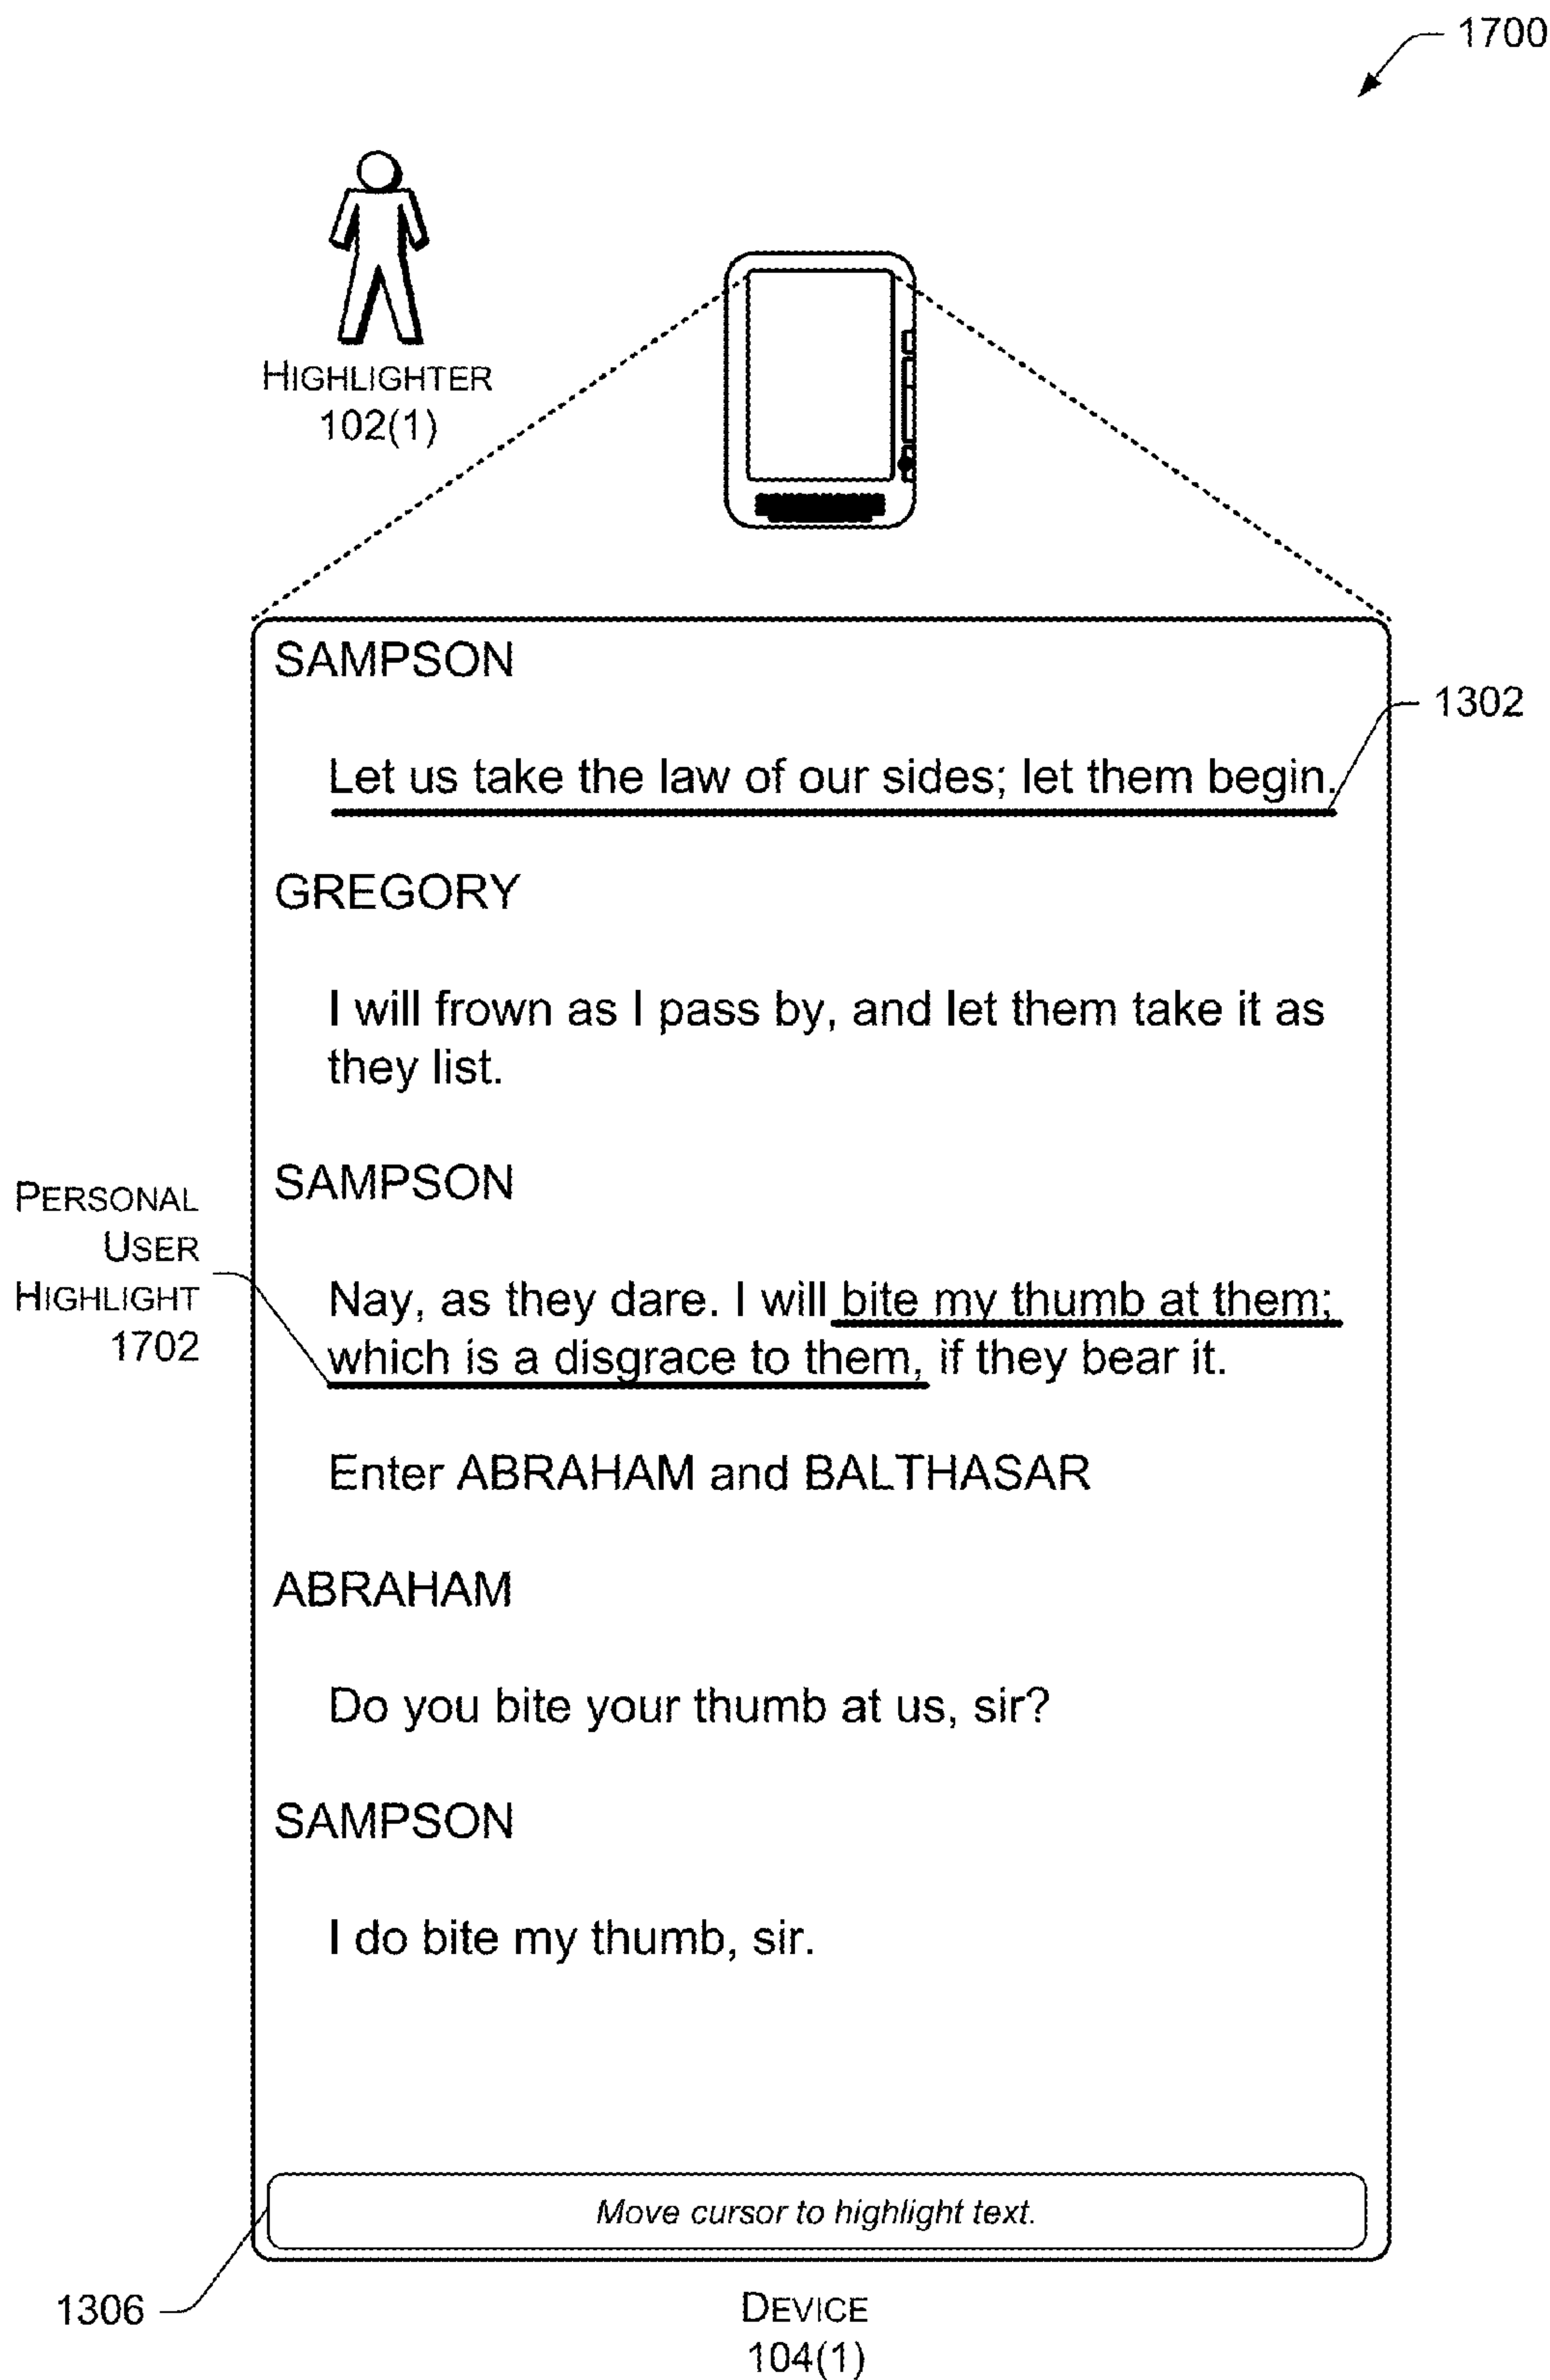 1700
HIGHLIGHTER
102(1)
SAMPSON
1302
Let us take the law of our sides; let them begin.
GREGORY
I will frown as I pass by, and let them take it as
they list.
SAMPSON
PERSONAL
USER
HIGHLIGHT
1702
Nay, as they dare. I will bite my thumb at them;
which is a disgrace to them, if they bear it.
Enter ABRAHAM and BALTHASAR
ABRAHAM
Do you bite your thumb at us, sir?
SAMPSON
I do bite my thumb, sir.
Move cursor to highlight text.
1306
DEVICE
104(1)